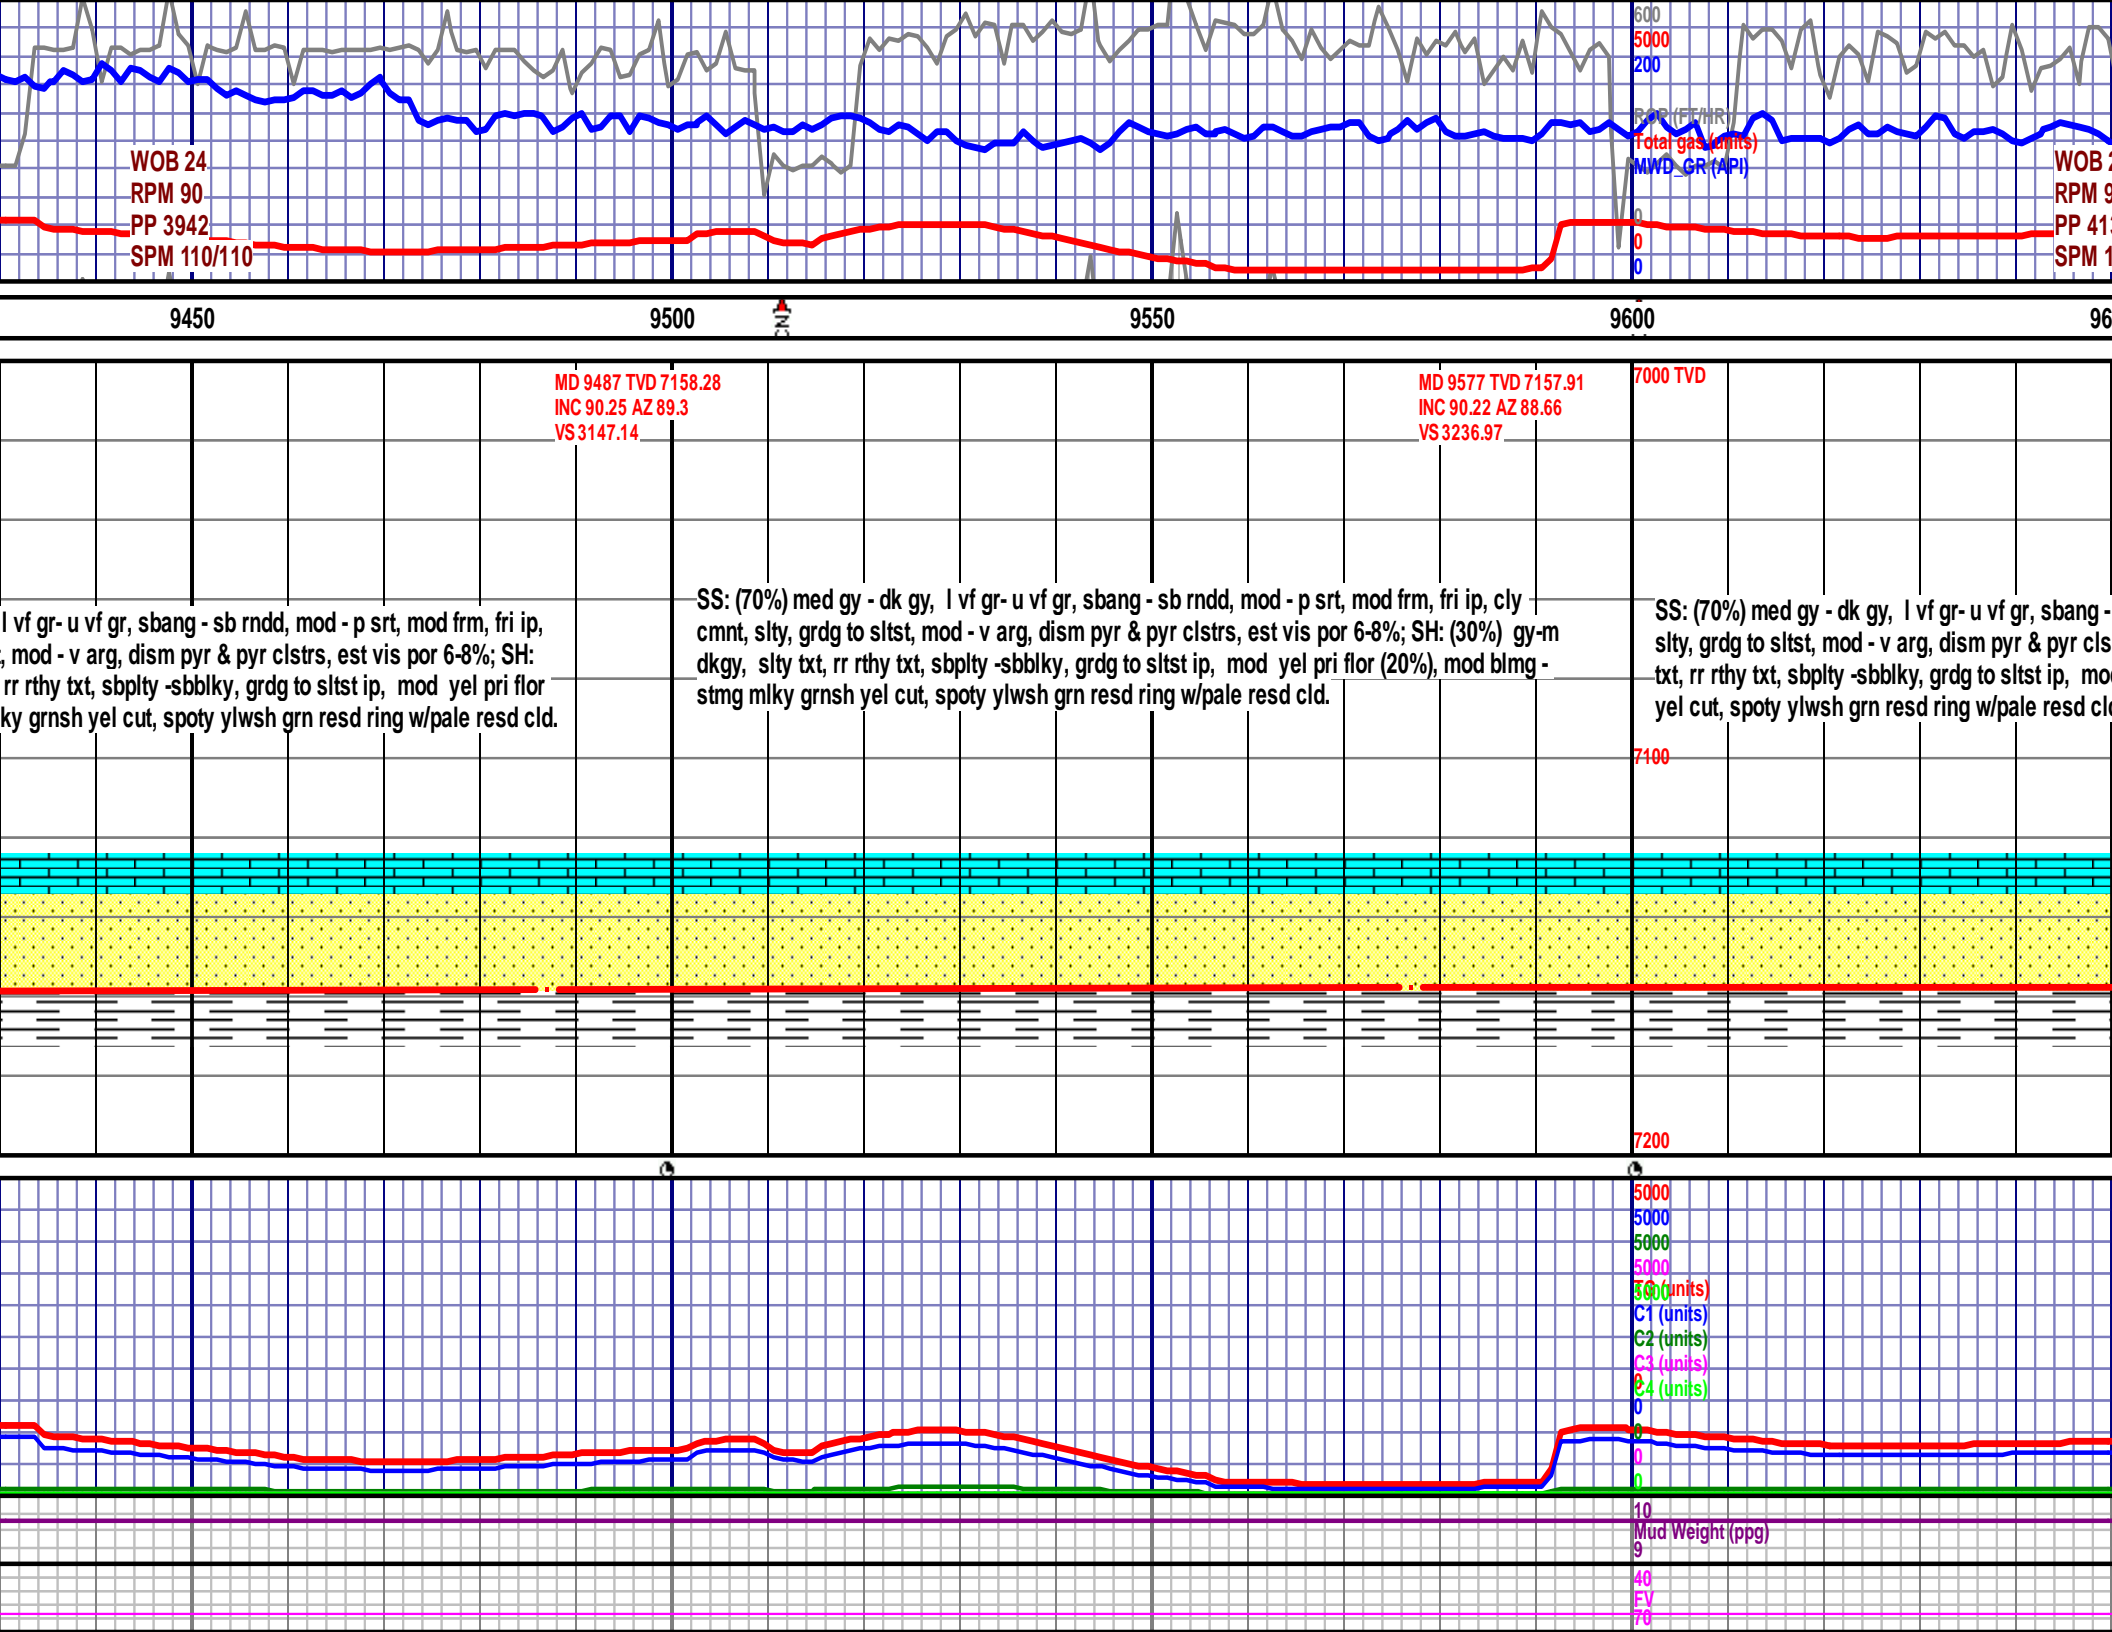 600
5000
200
ROP (FT/HR)
Total gas (units)
MWD_GR (API)
0
0
0
WOB 24
RPM 90
PP 3942
SPM 110/110
WOB 2
RPM 9
PP 413
SPM 1
9450
9500
CN
9550
9600
96
MD 9487 TVD 7158.28
INC 90.25 AZ 89.3
VS 3147.14
MD 9577 TVD 7157.91
INC 90.22 AZ 88.66
VS 3236.97
7000 TVD
l vf gr- u vf gr, sbang - sb rndd, mod - p srt, mod frm, fri ip,
, mod - v arg, dism pyr & pyr clstrs, est vis por 6-8%; SH:
rr rthy txt, sbplty -sbblky, grdg to sltst ip, mod yel pri flor
ky grnsh yel cut, spoty ylwsh grn resd ring w/pale resd cld.
SS: (70%) med gy - dk gy, l vf gr- u vf gr, sbang - sb rndd, mod - p srt, mod frm, fri ip, cly
cmnt, slty, grdg to sltst, mod - v arg, dism pyr & pyr clstrs, est vis por 6-8%; SH: (30%) gy-m
dkgy, slty txt, rr rthy txt, sbplty -sbblky, grdg to sltst ip, mod yel pri flor (20%), mod blmg -
stmg mlky grnsh yel cut, spoty ylwsh grn resd ring w/pale resd cld.
SS: (70%) med gy - dk gy, l vf gr- u vf gr, sbang -
slty, grdg to sltst, mod - v arg, dism pyr & pyr cls
txt, rr rthy txt, sbplty -sbblky, grdg to sltst ip, mo
yel cut, spoty ylwsh grn resd ring w/pale resd cl
7100
7200
5000
5000
5000
5000
5000
TG (units)
C1 (units)
C2 (units)
C3 (units)
C4 (units)
0
0
0
0
0
10
Mud Weight (ppg)
9
40
FV
70